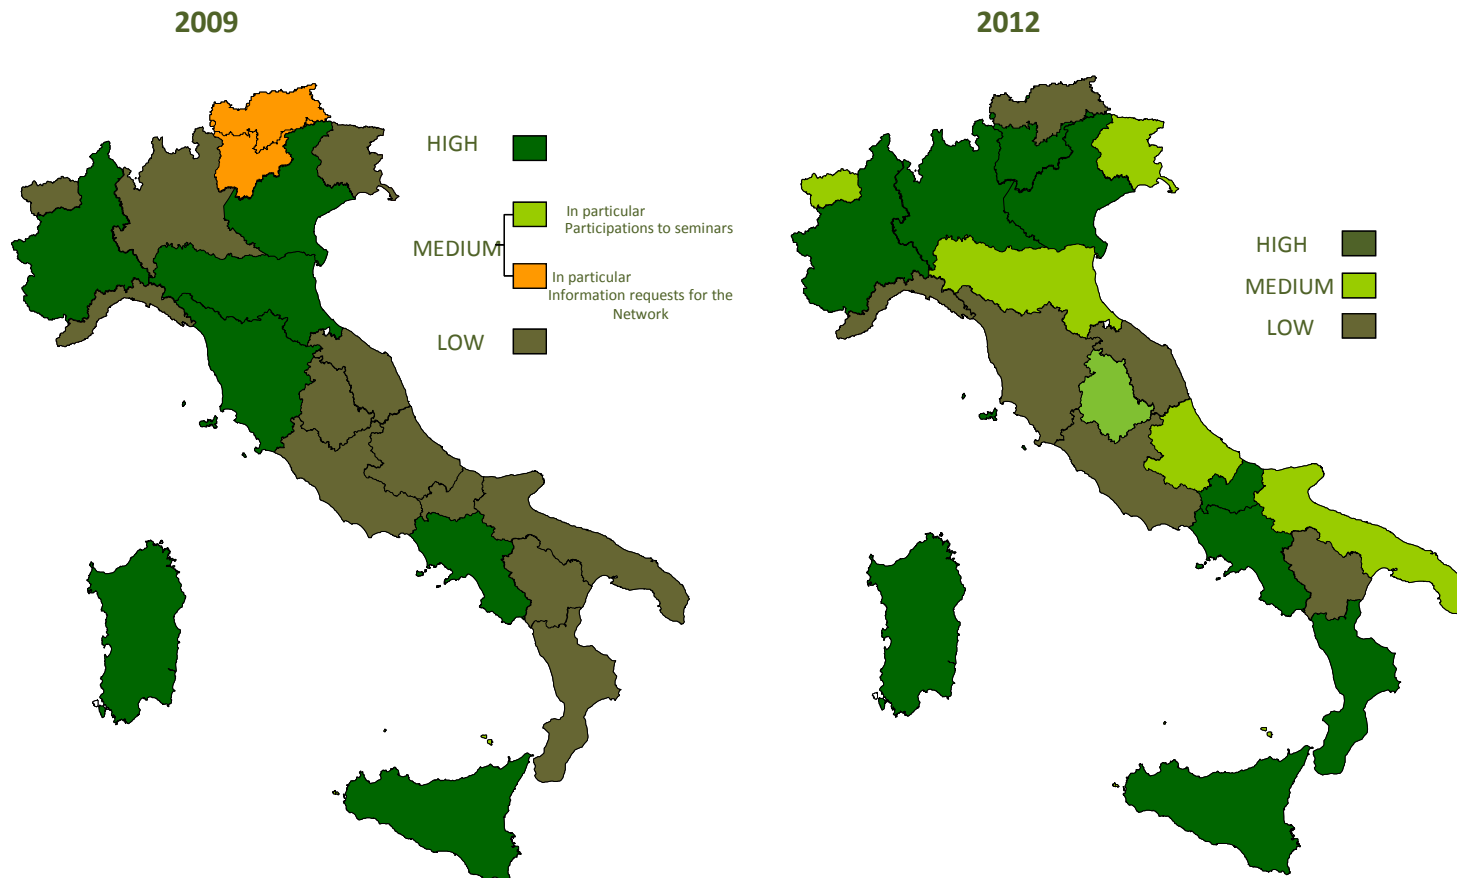 2009
2012
HIGH
In particular
Participations to seminars
MEDIUM
In particular
Information requests for the
Network
LOW
HIGH
MEDIUM
LOW